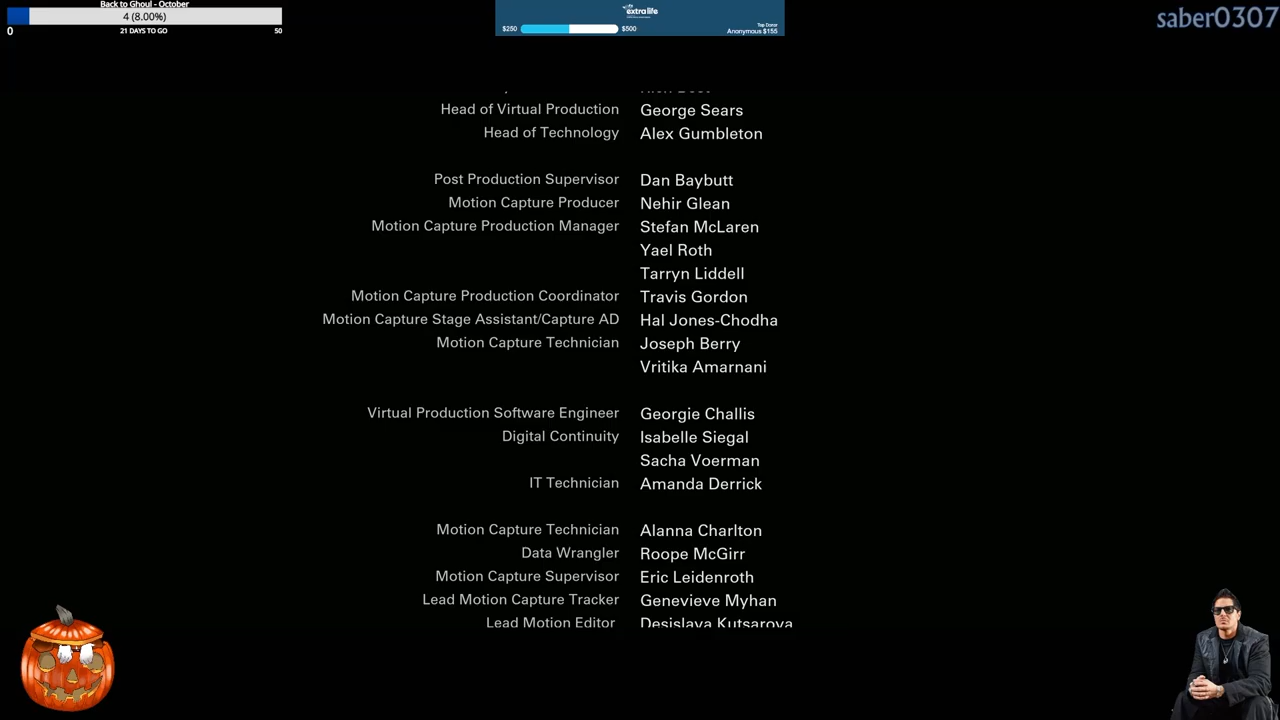 Back to Ghoul - October
4 (8.00%)
0
21 DAYS TO GO
50
extralife
$250
$500
Top Donor
Anonymous $155
saber0307
Head of Virtual Production George Sears
Head of Technology Alex Gumbleton
Post Production Supervisor Dan Baybutt
Motion Capture Producer Nehir Glean
Motion Capture Production Manager Stefan McLaren
Yael Roth
Tarryn Liddell
Motion Capture Production Coordinator Travis Gordon
Motion Capture Stage Assistant/Capture AD Hal Jones-Chodha
Motion Capture Technician Joseph Berry
Vritika Amarnani
Virtual Production Software Engineer Georgie Challis
Digital Continuity Isabelle Siegal
Sacha Voerman
IT Technician Amanda Derrick
Motion Capture Technician Alanna Charlton
Data Wrangler Roope McGirr
Motion Capture Supervisor Eric Leidenroth
Lead Motion Capture Tracker Genevieve Myhan
Lead Motion Editor Desislava Kutsarova